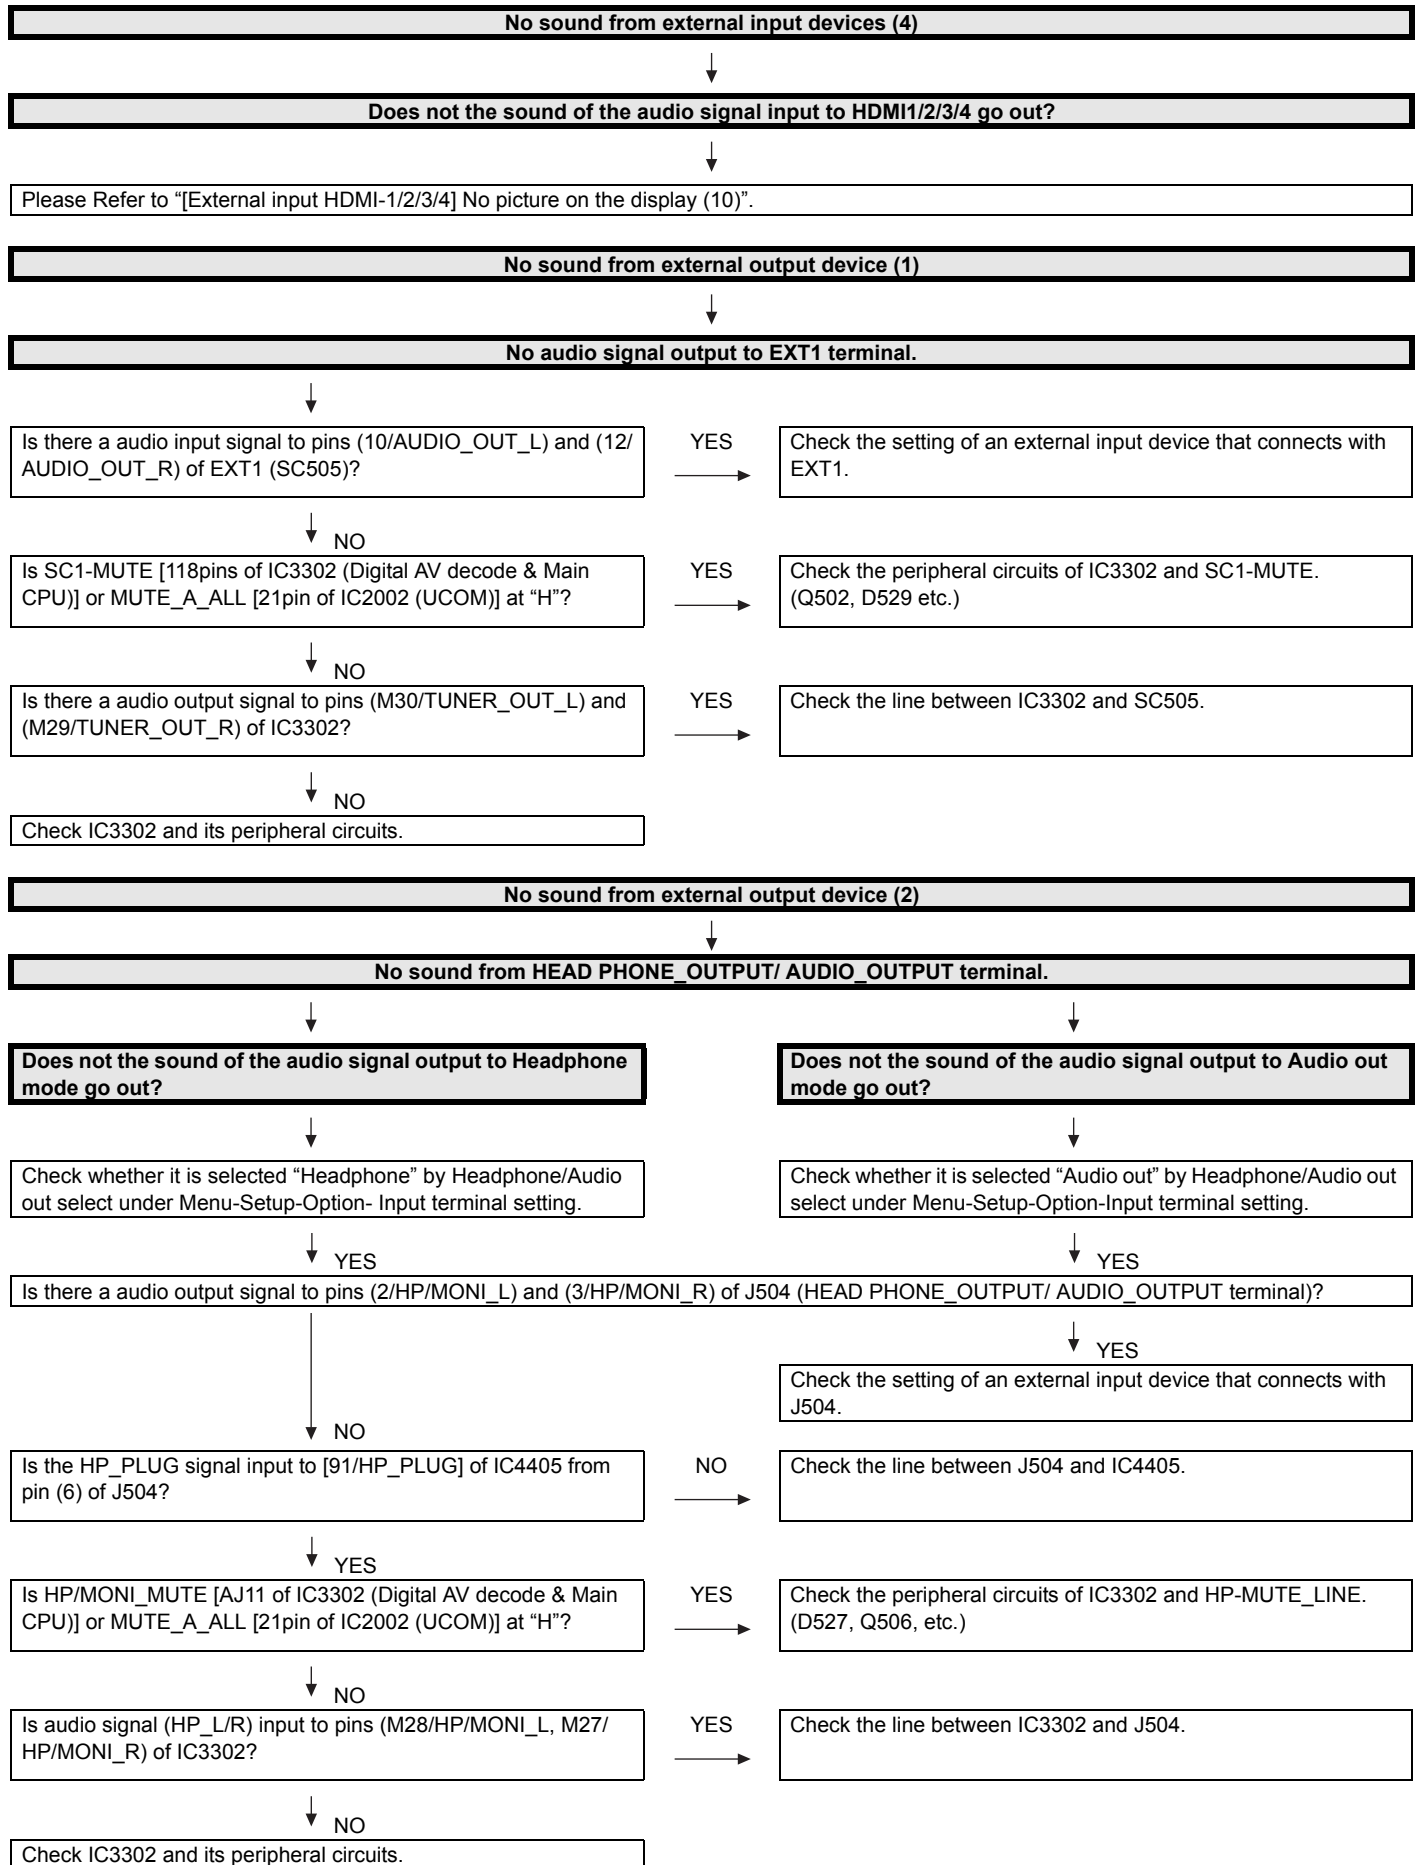 No sound from external input devices (4)
Does not the sound of the audio signal input to HDMI1/2/3/4 go out?
Please Refer to “[External input HDMI-1/2/3/4] No picture on the display (10)”.
No sound from external output device (1)
No audio signal output to EXT1 terminal.
Is there a audio input signal to pins (10/AUDIO_OUT_L) and (12/
AUDIO_OUT_R) of EXT1 (SC505)?
YES
Check the setting of an external input device that connects with
EXT1.
NO
Is SC1-MUTE [118pins of IC3302 (Digital AV decode & Main
CPU)] or MUTE_A_ALL [21pin of IC2002 (UCOM)] at “H”?
YES
Check the peripheral circuits of IC3302 and SC1-MUTE.
(Q502, D529 etc.)
NO
Is there a audio output signal to pins (M30/TUNER_OUT_L) and
(M29/TUNER_OUT_R) of IC3302?
YES
Check the line between IC3302 and SC505.
NO
Check IC3302 and its peripheral circuits.
No sound from external output device (2)
No sound from HEAD PHONE_OUTPUT/ AUDIO_OUTPUT terminal.
Does not the sound of the audio signal output to Headphone
mode go out?
Does not the sound of the audio signal output to Audio out
mode go out?
Check whether it is selected “Headphone” by Headphone/Audio
out select under Menu-Setup-Option- Input terminal setting.
Check whether it is selected “Audio out” by Headphone/Audio out
select under Menu-Setup-Option-Input terminal setting.
YES
YES
Is there a audio output signal to pins (2/HP/MONI_L) and (3/HP/MONI_R) of J504 (HEAD PHONE_OUTPUT/ AUDIO_OUTPUT terminal)?
YES
Check the setting of an external input device that connects with
J504.
NO
Is the HP_PLUG signal input to [91/HP_PLUG] of IC4405 from
pin (6) of J504?
NO
Check the line between J504 and IC4405.
YES
Is HP/MONI_MUTE [AJ11 of IC3302 (Digital AV decode & Main
CPU)] or MUTE_A_ALL [21pin of IC2002 (UCOM)] at “H”?
YES
Check the peripheral circuits of IC3302 and HP-MUTE_LINE.
(D527, Q506, etc.)
NO
Is audio signal (HP_L/R) input to pins (M28/HP/MONI_L, M27/
HP/MONI_R) of IC3302?
YES
Check the line between IC3302 and J504.
NO
Check IC3302 and its peripheral circuits.